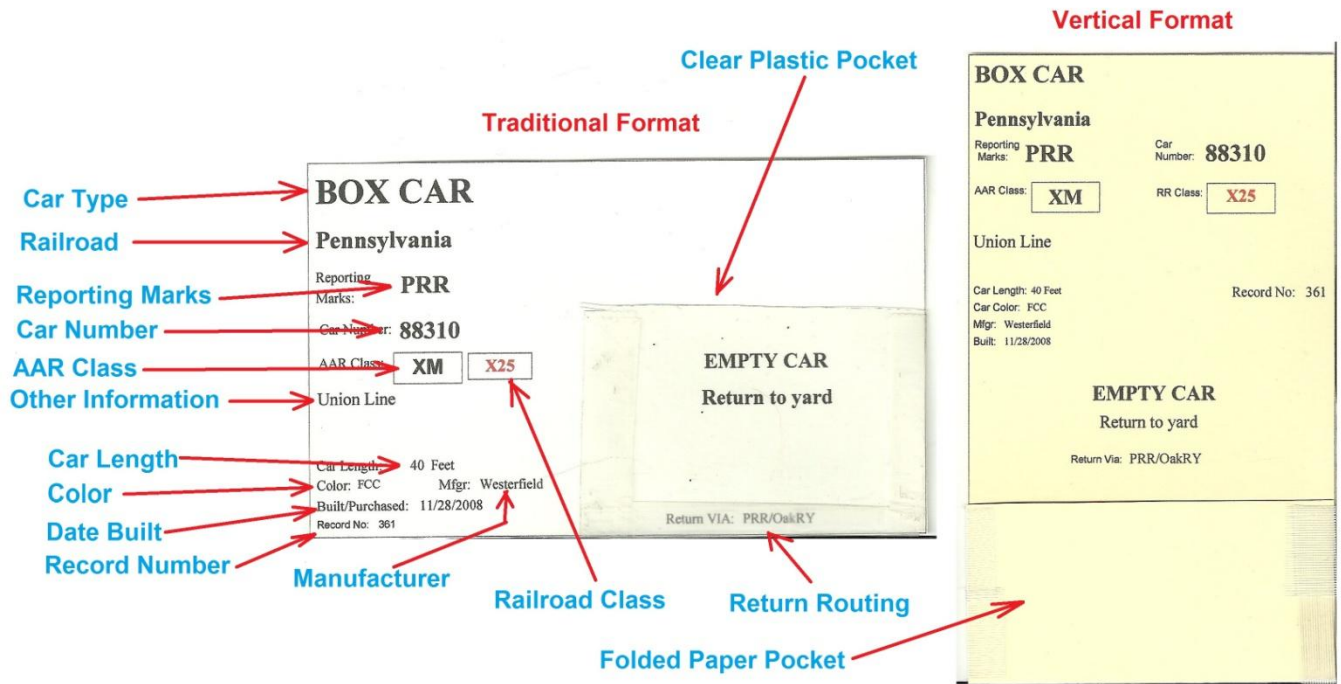 Vertical Format
Clear Plastic Pocket
Traditional Format
Car Type
Railroad
Reporting Marks
Car Number
AAR Class
Other Information
Car Length
Color
Date Built
Record Number
Manufacturer
Railroad Class
Return Routing
Folded Paper Pocket
BOX CAR
Pennsylvania
Reporting
Marks: PRR
Car Number: 88310
AAR Class: XM X25
Union Line
Car Length: 40 Feet
Color: FCC Mfgr: Westerfield
Built/Purchased: 11/28/2008
Record No: 361
EMPTY CAR
Return to yard
Return VIA: PRR/OakRY
BOX CAR
Pennsylvania
Reporting
Marks: PRR
Car
Number: 88310
AAR Class: XM RR Class: X25
Union Line
Car Length: 40 Feet Record No: 361
Car Color: FCC
Mfgr: Westerfield
Built: 11/28/2008
EMPTY CAR
Return to yard
Return Via: PRR/OakRY